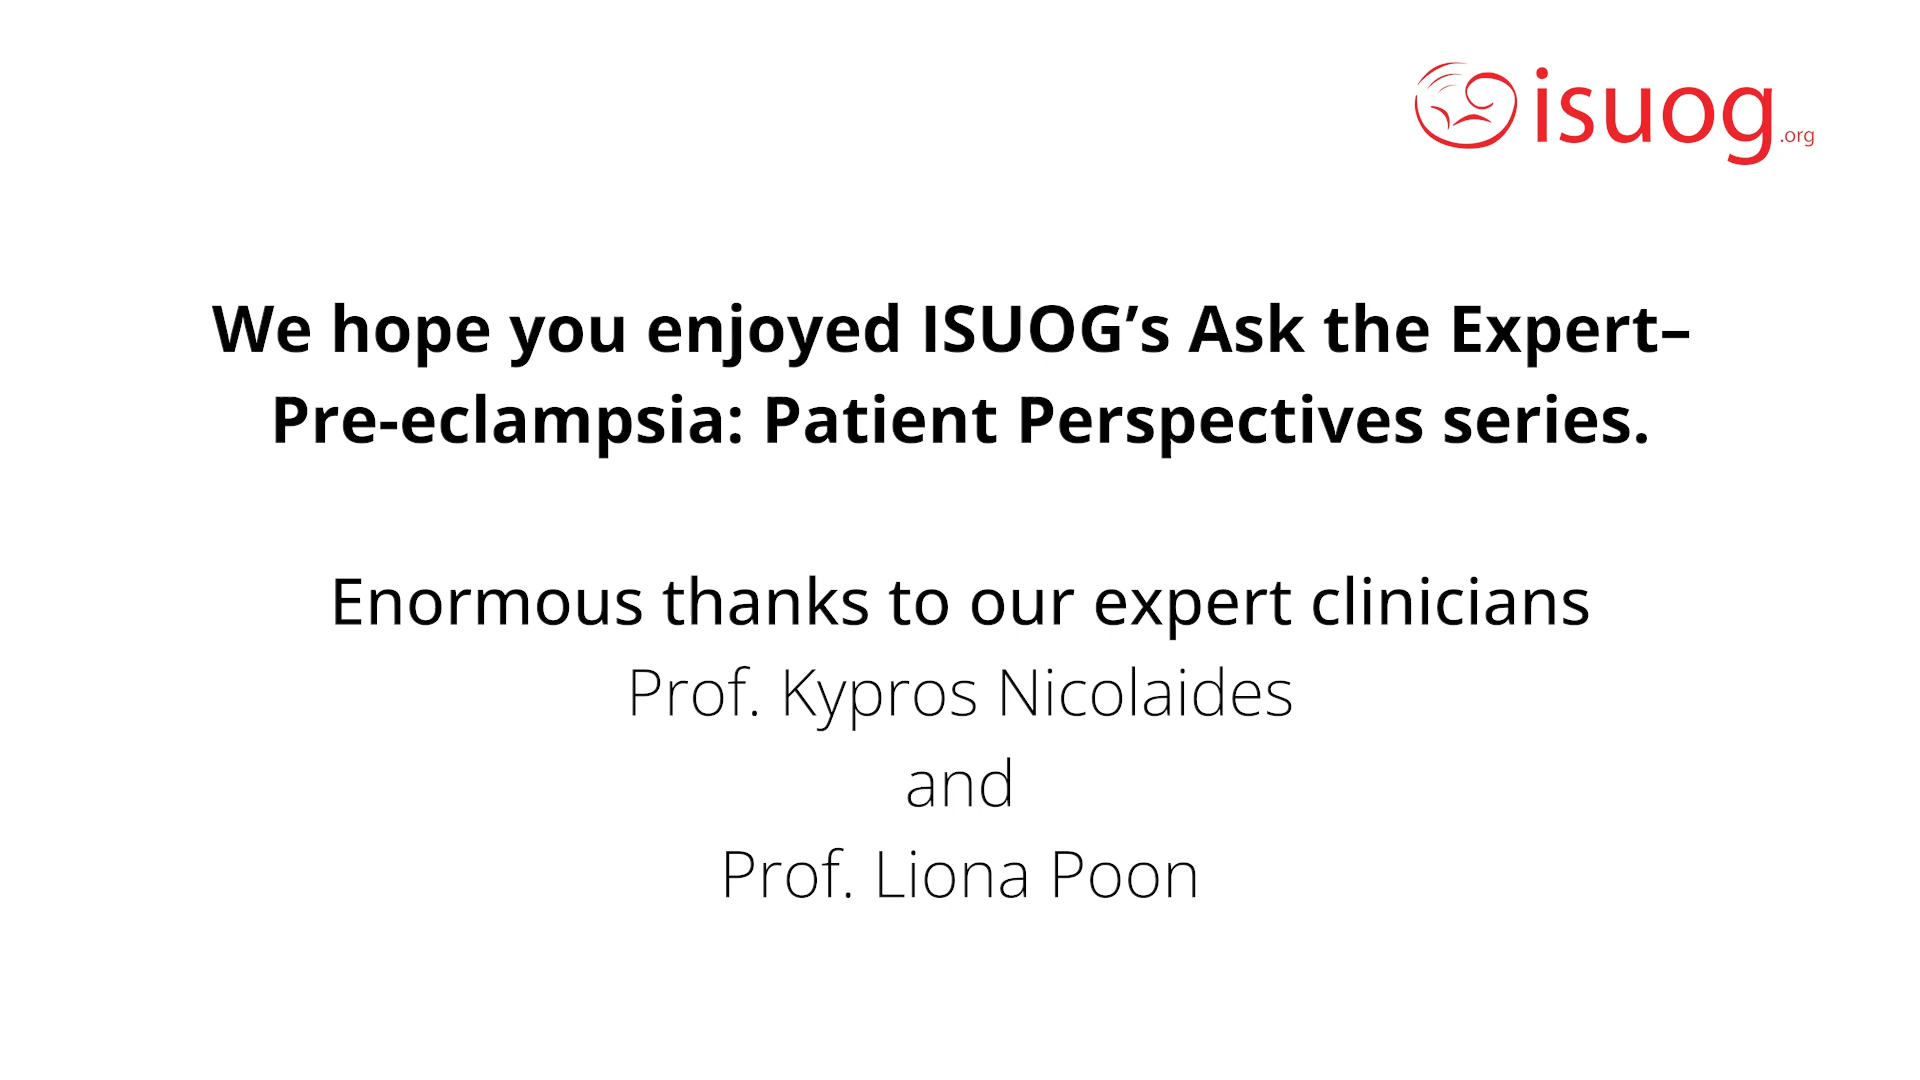 isuog.org
We hope you enjoyed ISUOG’s Ask the Expert–
Pre-eclampsia: Patient Perspectives series.
Enormous thanks to our expert clinicians
Prof. Kypros Nicolaides
and
Prof. Liona Poon